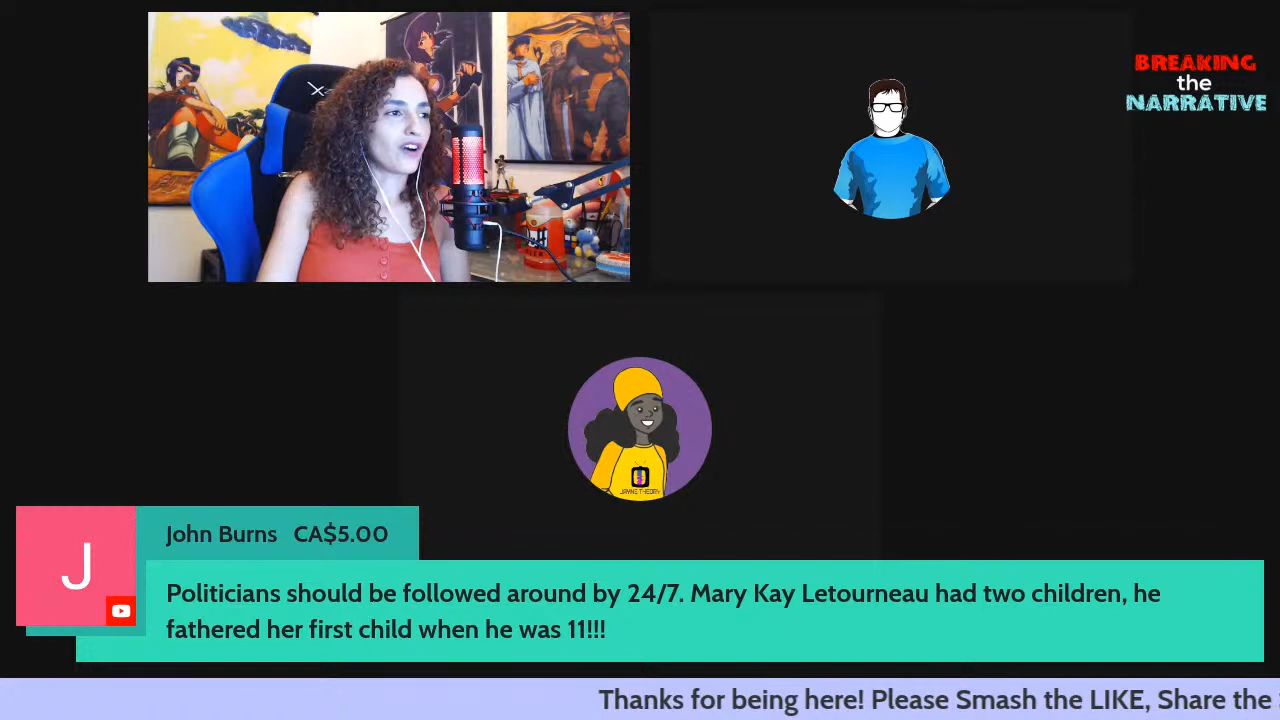 BREAKING
the
NARRATIVE
JAYNE THEORY
J
John Burns CA$5.00
Politicians should be followed around by 24/7. Mary Kay Letourneau had two children, he
fathered her first child when he was 11!!!
Thanks for being here! Please Smash the LIKE, Share the